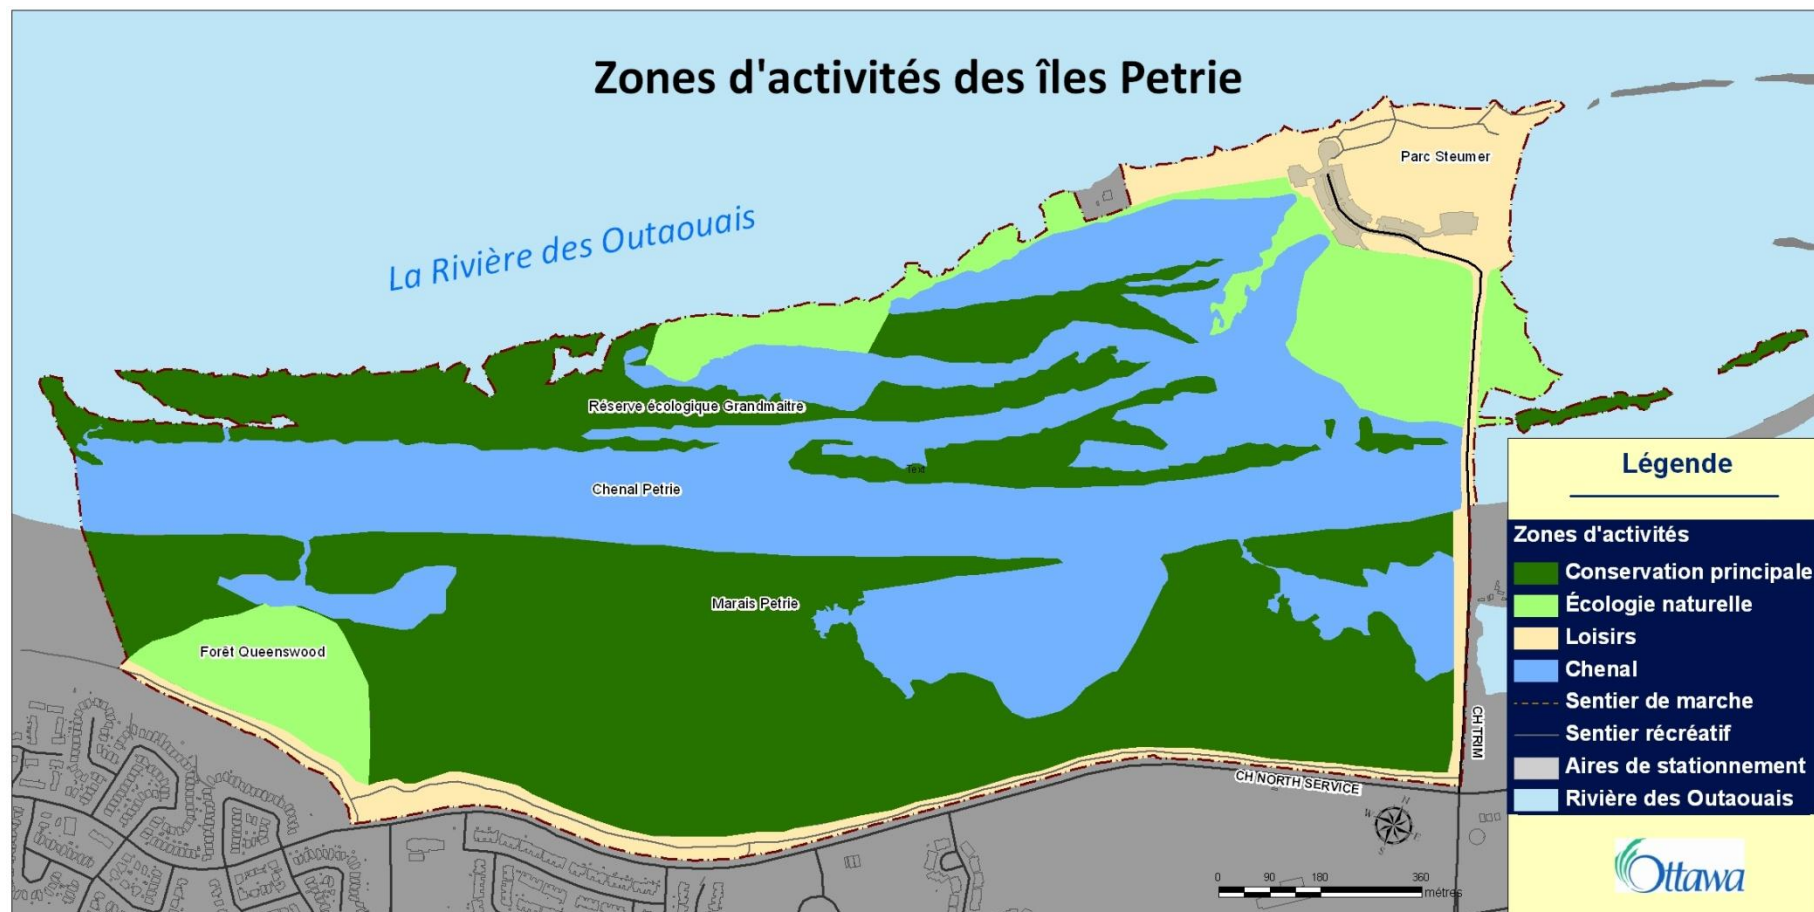 Zones d'activités des îles Petrie
Parc Steumer
La Rivière des Outaouais
Réserve écologique Grandmaitre
Text
Chenal Petrie
Marais Petrie
Forêt Queenswood
CH TRIM
CH NORTH SERVICE
N
W
E
S
0 90 180 360
métres
Légende
Zones d'activités
Conservation principale
Écologie naturelle
Loisirs
Chenal
Sentier de marche
Sentier récréatif
Aires de stationnement
Rivière des Outaouais
Ottawa